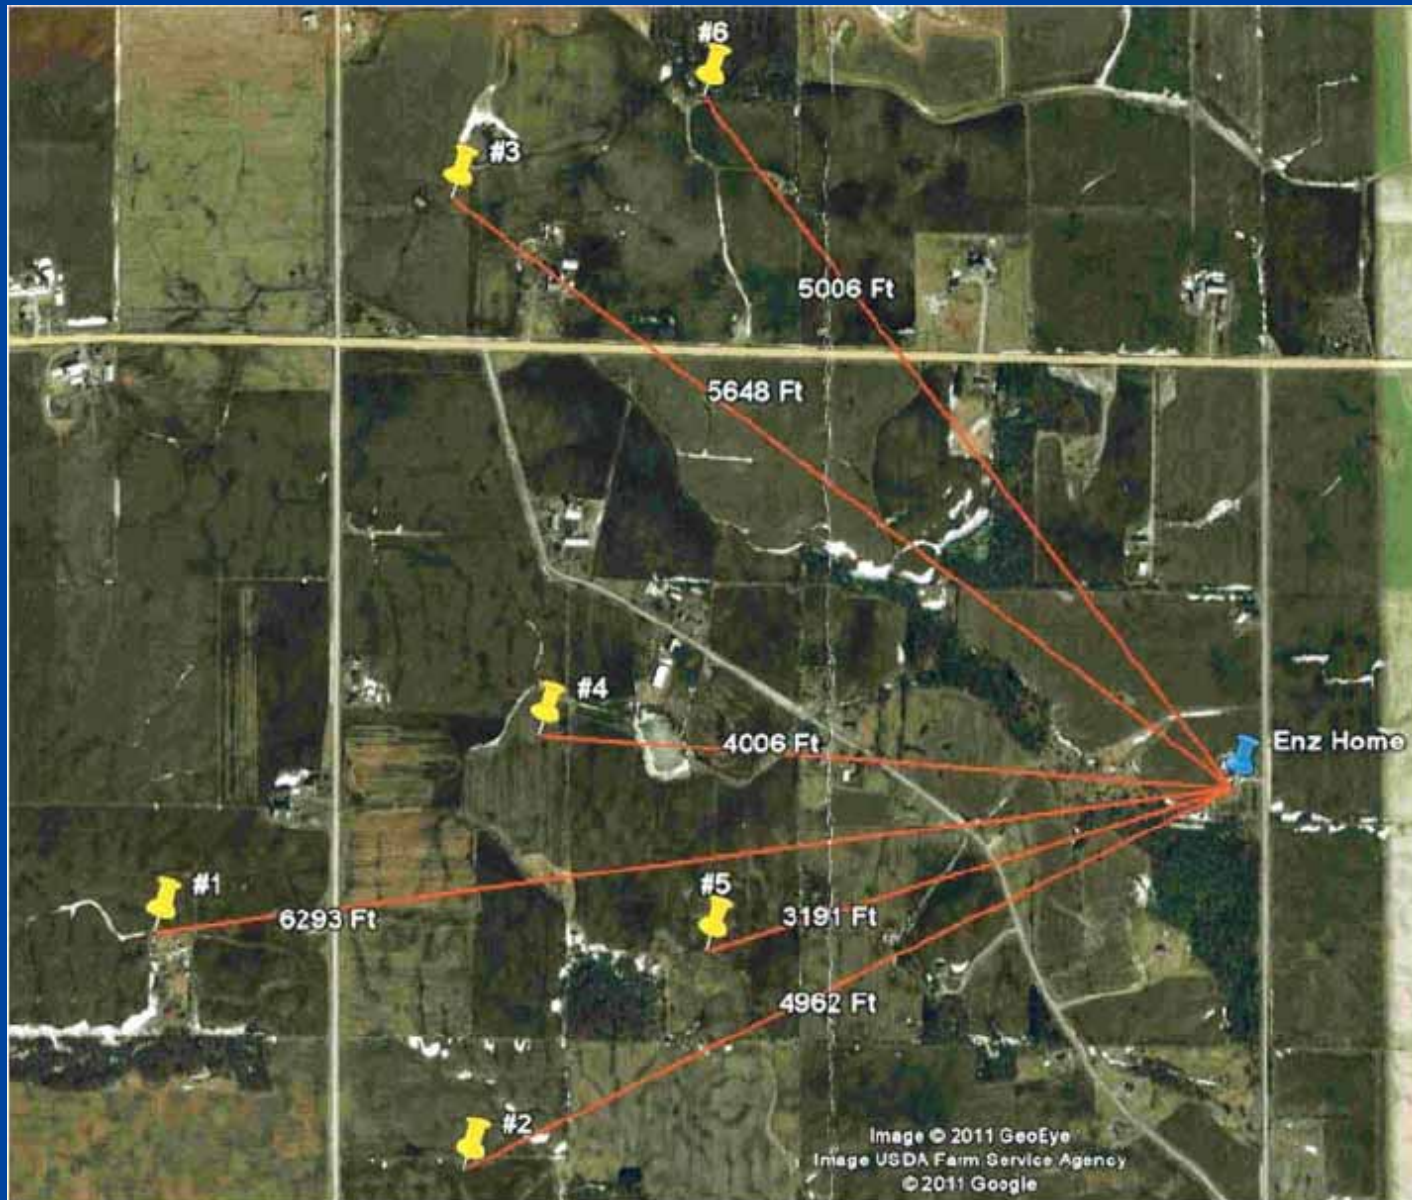 #6
#3
5006 Ft
5648 Ft
#4
4006 Ft
Enz Home
#1
6293 Ft
#5
3191 Ft
4962 Ft
#2
Image © 2011 GeoEye
Image USDA Farm Service Agency
© 2011 Google